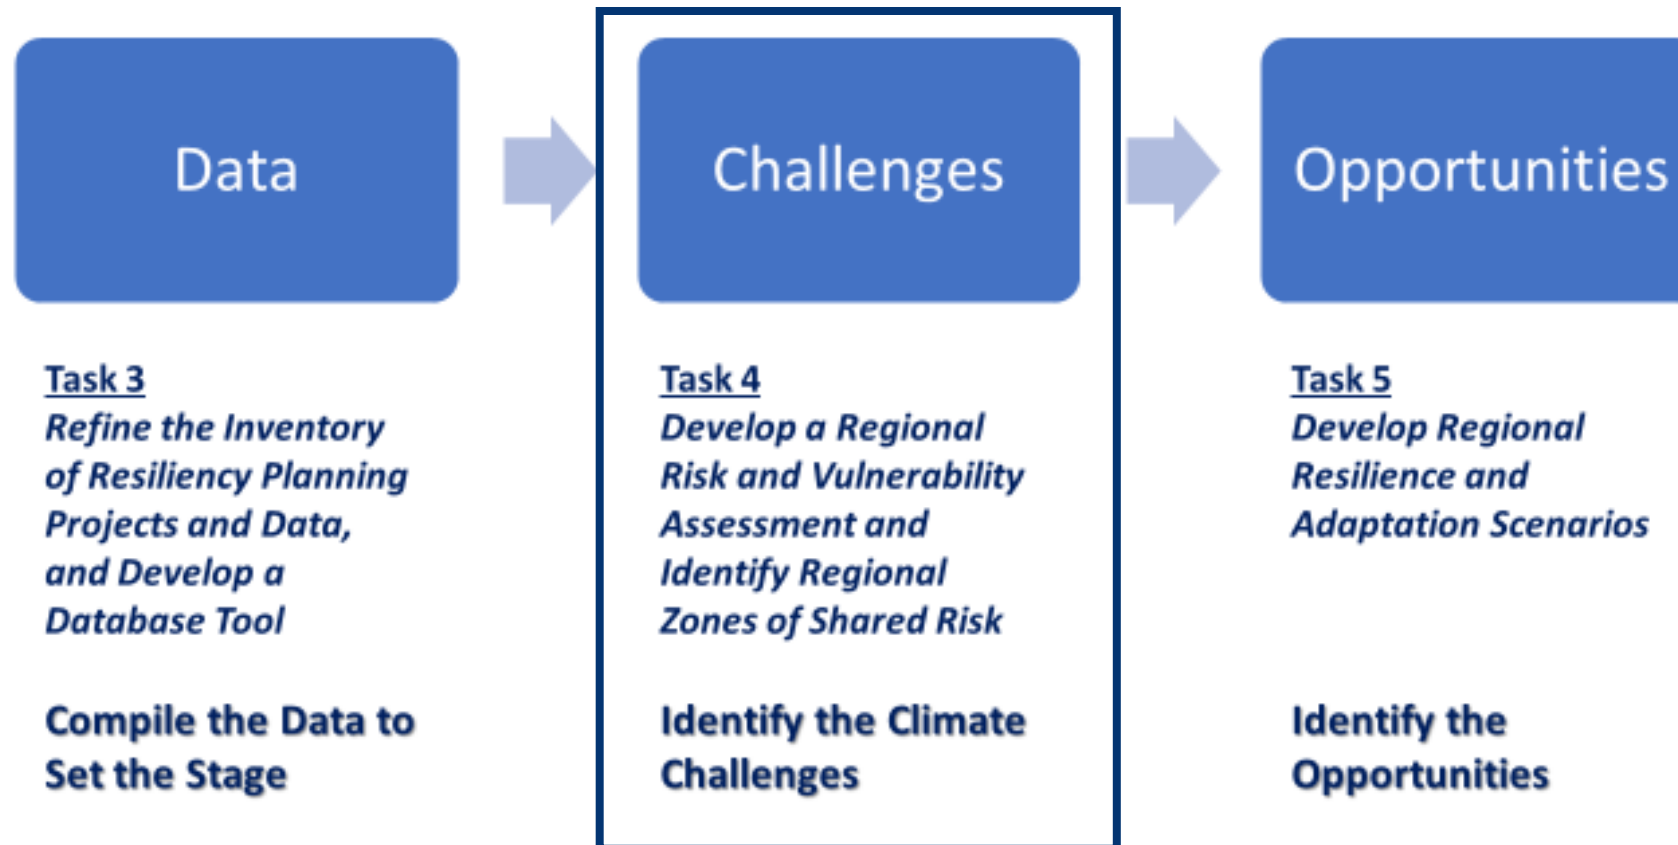 Data
Challenges
Opportunities
Task 3
Refine the Inventory
of Resiliency Planning
Projects and Data,
and Develop a
Database Tool
Compile the Data to
Set the Stage
Task 4
Develop a Regional
Risk and Vulnerability
Assessment and
Identify Regional
Zones of Shared Risk
Identify the Climate
Challenges
Task 5
Develop Regional
Resilience and
Adaptation Scenarios
Identify the
Opportunities